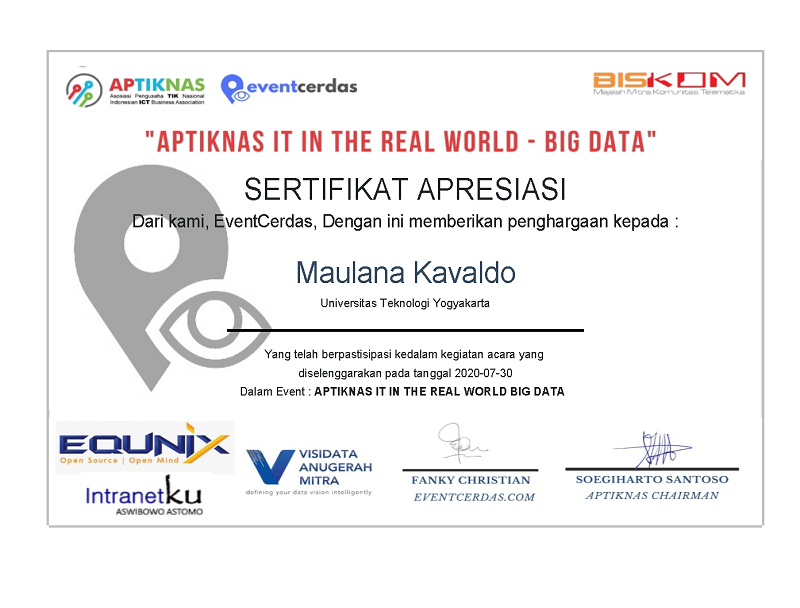 APTIKNAS
Asosiasi Pengusaha TIK Nasional
Indonesian ICT Business Association
eventcerdas
BISKOM
Majalah Mitra Komunitas Telematika
"APTIKNAS IT IN THE REAL WORLD - BIG DATA"
SERTIFIKAT APRESIASI
Dari kami, EventCerdas, Dengan ini memberikan penghargaan kepada :
Maulana Kavaldo
Universitas Teknologi Yogyakarta
Yang telah berpastisipasi kedalam kegiatan acara yang
diselenggarakan pada tanggal 2020-07-30
Dalam Event : APTIKNAS IT IN THE REAL WORLD BIG DATA
EQUNIX
Open Source | Open Mind
Intranetku
ASWIBOWO ASTOMO
VISIDATA
ANUGERAH
MITRA
defining your data vision intelligently
FANKY CHRISTIAN
EVENTCERDAS.COM
SOEGIHARTO SANTOSO
APTIKNAS CHAIRMAN